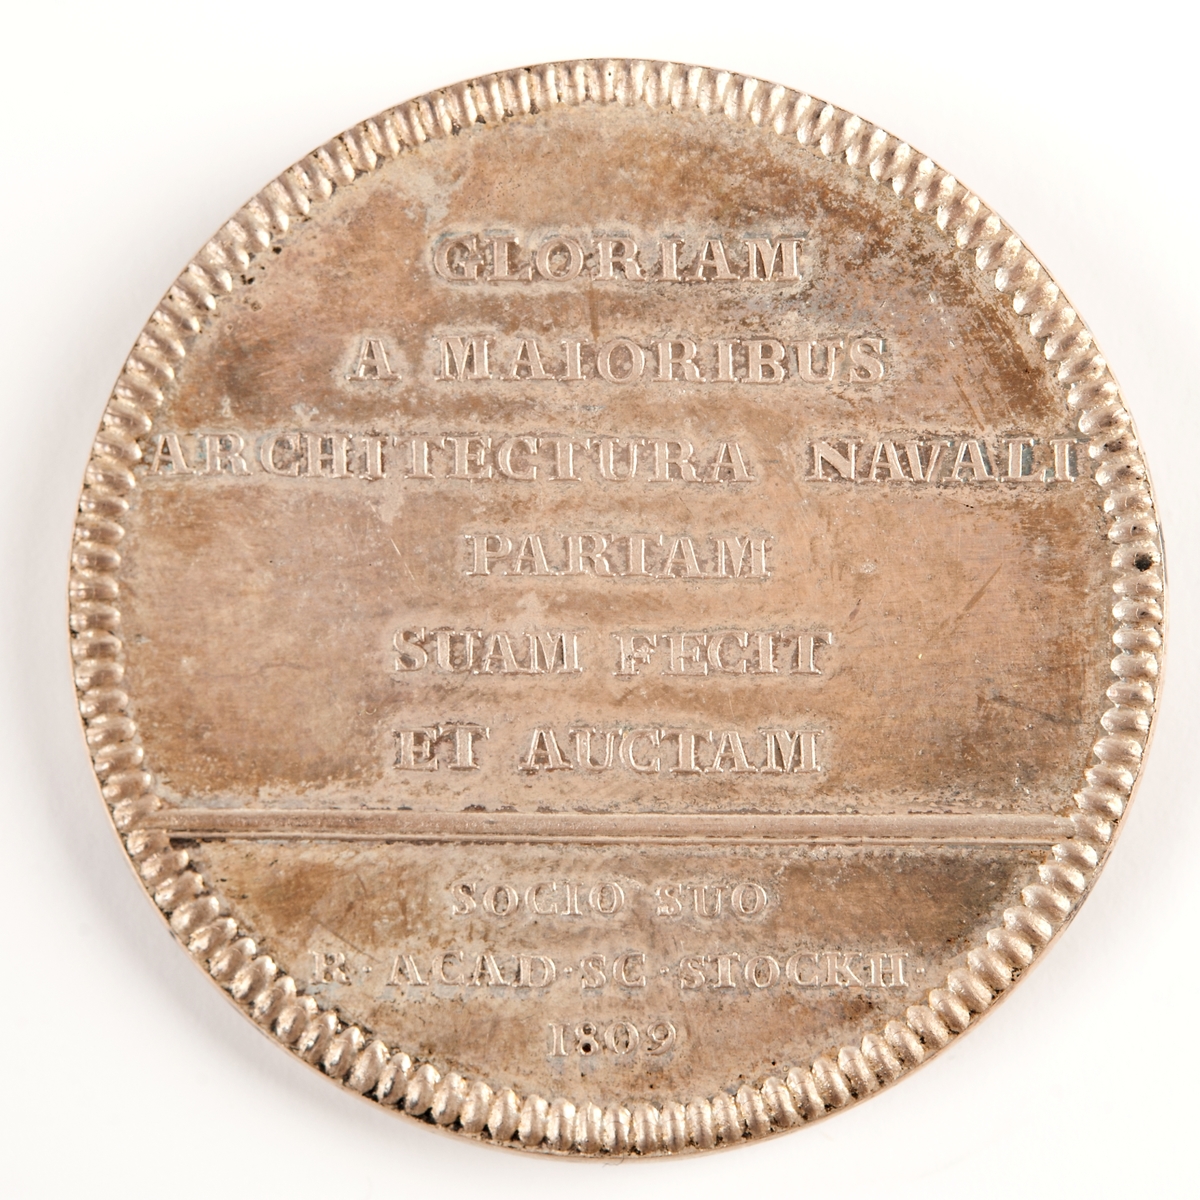 GLORIAM
A MAIORIBUS
ARCHITECTURA NAVALI
PARTAM
SUAM FECIT
ET AUCTAM
SOCIO SUO
R·ACAD·SC·STOCKH·
1809